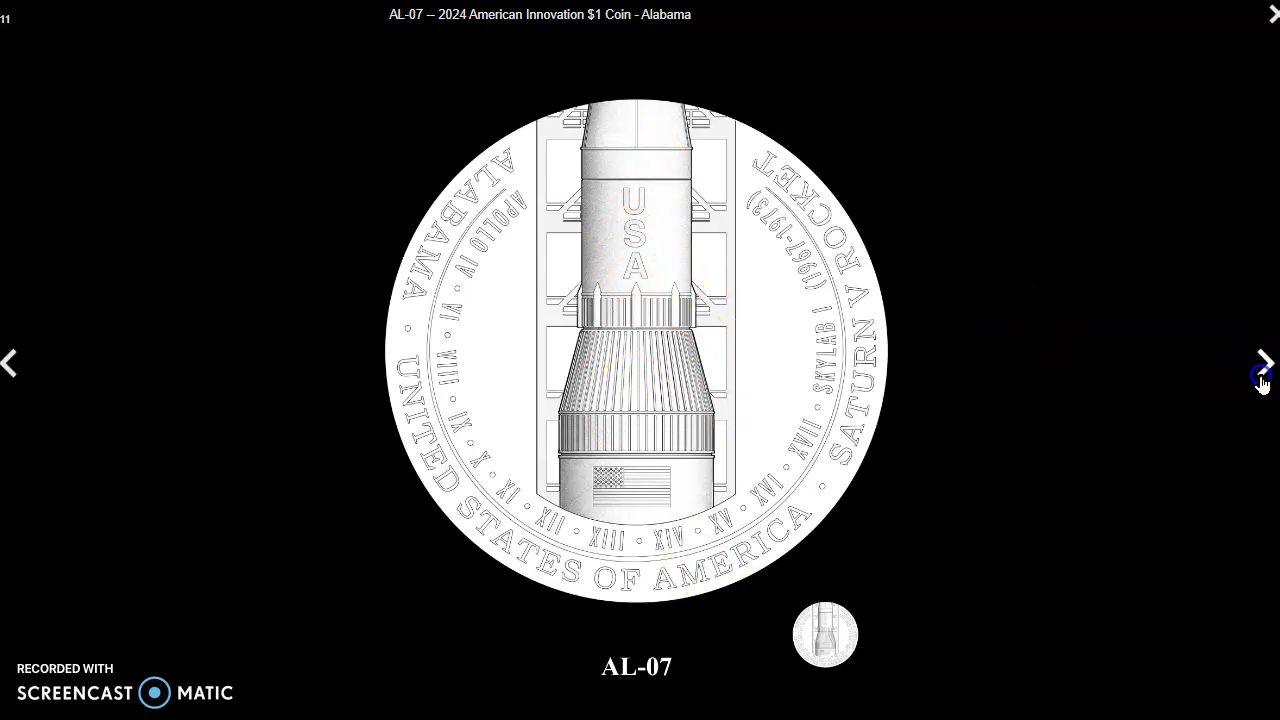 11
AL-07 -- 2024 American Innovation $1 Coin - Alabama
ALABAMA • UNITED STATES OF AMERICA • SATURN V ROCKET
APOLLO IV • VI • VIII • IX • X • XI • XII • XIII • XIV • XV • XVI • XVII • SKYLAB I (1967-1973)
U
S
A
AL-07
RECORDED WITH
SCREENCAST MATIC